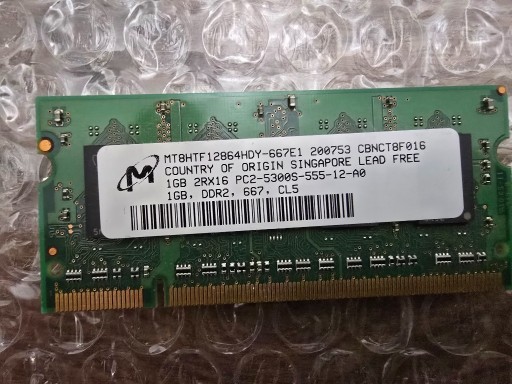 MT8HTF12864HDY-667E1 200753 CBNCT8F016
COUNTRY OF ORIGIN SINGAPORE LEAD FREE
1GB 2RX16 PC2-5300S-555-12-A0
1GB, DDR2, 667, CL5